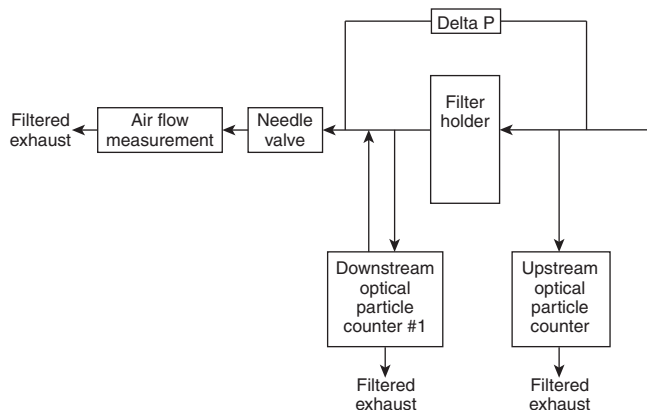 Delta P
Filtered
exhaust
Air flow
measurement
Needle
valve
Filter
holder
Downstream
optical
particle
counter #1
Upstream
optical
particle
counter
Filtered
exhaust
Filtered
exhaust